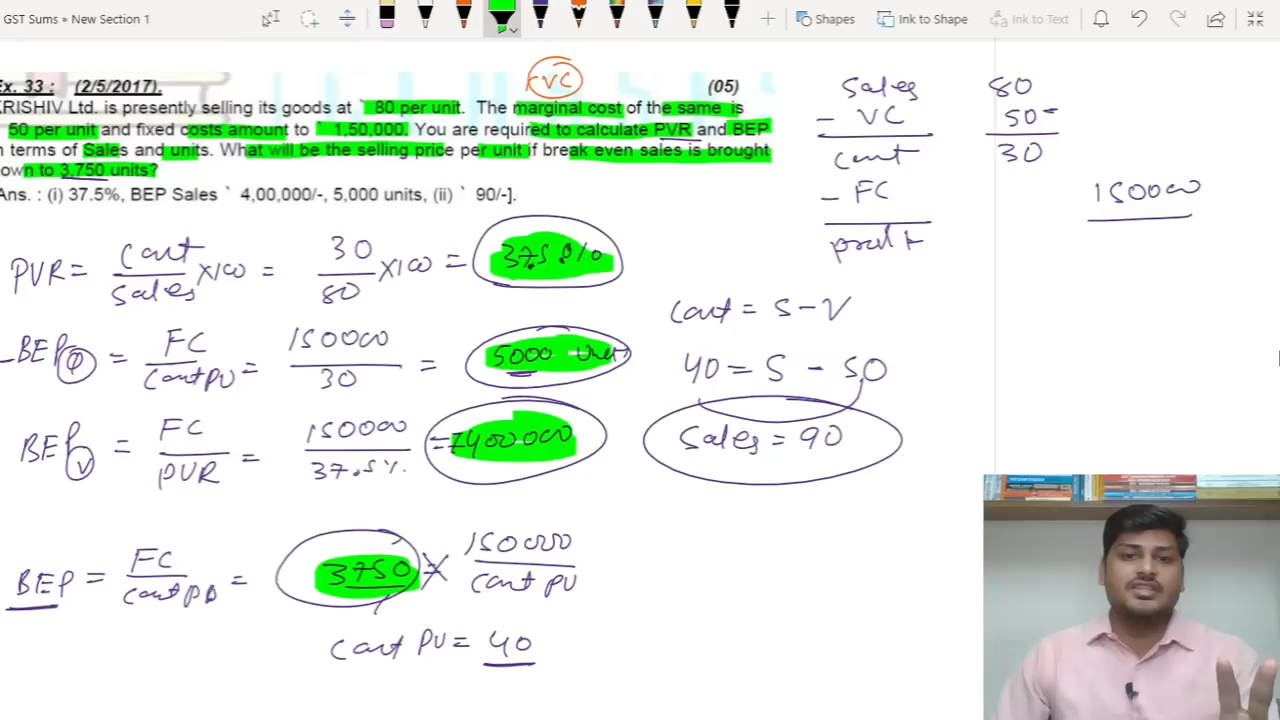 GST Sums » New Section 1
Shapes
Ink to Shape
Ink to Text
VC
Ex. 33 : (2/5/2017). (05)
KRISHIV Ltd. is presently selling its goods at ` 80 per unit. The marginal cost of the same is
50 per unit and fixed costs amount to ` 1,50,000. You are required to calculate PVR and BEP
n terms of Sales and units. What will be the selling price per unit if break even sales is brought
own to 3,750 units?
Ans. : (i) 37.5%, BEP Sales ` 4,00,000/-, 5,000 units, (ii) ` 90/-].
Sales 80
- VC 50
cont 30
- FC 150000
profit
PVR = cont / Sales × 100 = 30 / 80 × 100 = 37.5%
BEP(Q) = FC / Cont PU = 150000 / 30 = 5000 units
BEP(V) = FC / PVR = 150000 / 37.5% = 400000
Cont = S - V
40 = S - 50
Sales = 90
BEP = FC / cont PU = 3750 = 150000 / cont PU
cont PU = 40